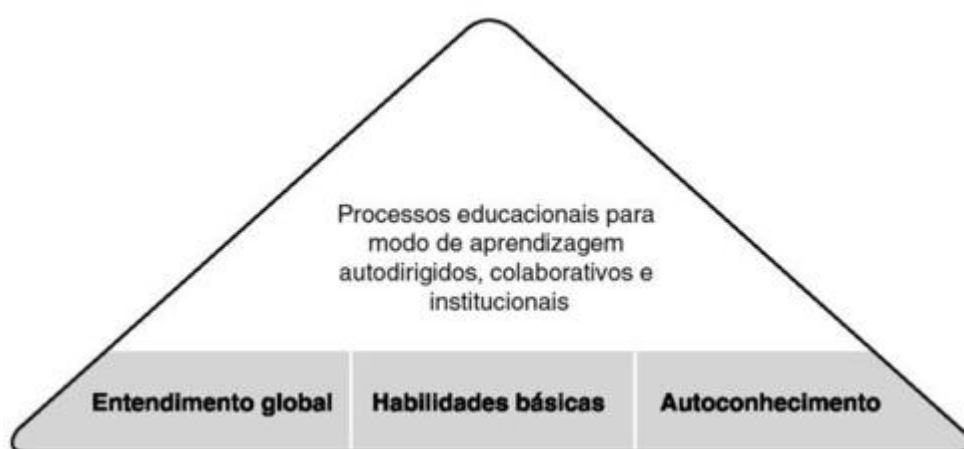 Processos educacionais para
modo de aprendizagem
autodirigidos, colaborativos e
institucionais
Entendimento global
Habilidades básicas
Autoconhecimento